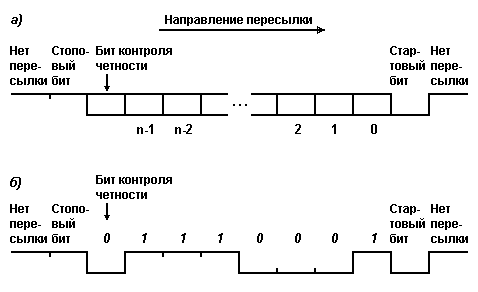 а)
Направление пересылки
Нет пере- сылки
Стопо- вый бит
Бит контроля четности
Стар- товый бит
Нет пере- сылки
n-1 n-2 ... 2 1 0
б)
Бит контроля четности
Нет пере- сылки
Стопо- вый бит
0 1 1 1 0 0 0 1
Стар- товый бит
Нет пере- сылки